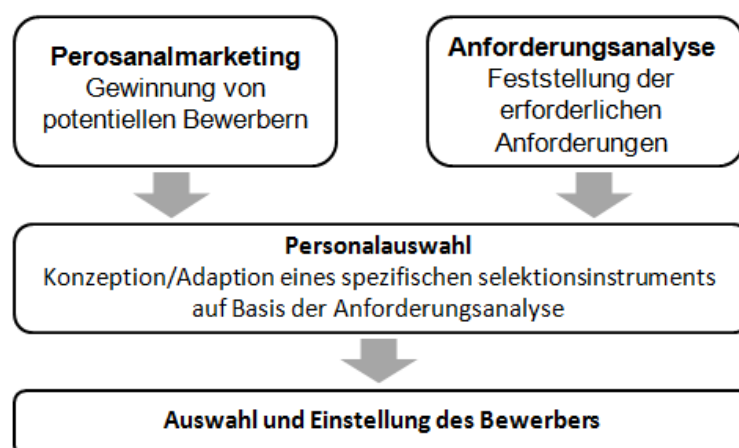 Perosanalmarketing
Gewinnung von
potentiellen Bewerbern
Anforderungsanalyse
Feststellung der
erforderlichen
Anforderungen
Personalauswahl
Konzeption/Adaption eines spezifischen selektionsinstruments
auf Basis der Anforderungsanalyse
Auswahl und Einstellung des Bewerbers